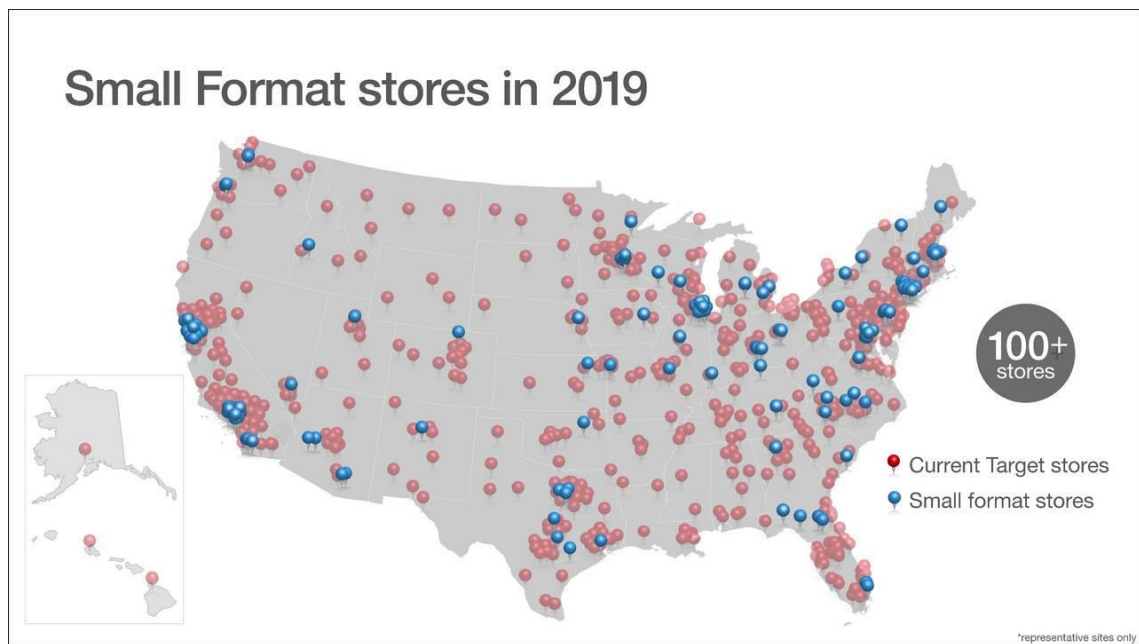 Small Format stores in 2019
100+
stores
Current Target stores
Small format stores
*representative sites only